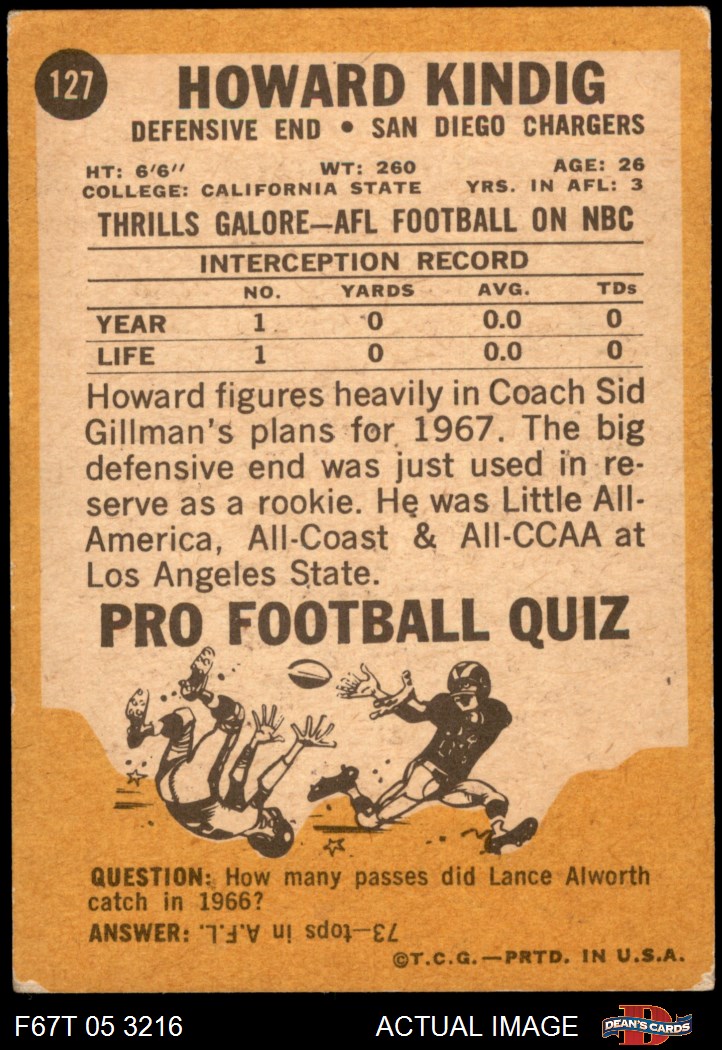 127
HOWARD KINDIG
DEFENSIVE END • SAN DIEGO CHARGERS
HT: 6'6" WT: 260 AGE: 26
COLLEGE: CALIFORNIA STATE YRS. IN AFL: 3
THRILLS GALORE—AFL FOOTBALL ON NBC
INTERCEPTION RECORD
NO. YARDS AVG. TDs
YEAR 1 0 0.0 0
LIFE 1 0 0.0 0
Howard figures heavily in Coach Sid
Gillman's plans for 1967. The big
defensive end was just used in re-
serve as a rookie. He was Little All-
America, All-Coast & All-CCAA at
Los Angeles State.
PRO FOOTBALL QUIZ
QUESTION: How many passes did Lance Alworth
catch in 1966?
ANSWER: 73—tops in A.F.L.
©T.C.G.—PRTD. IN U.S.A.
F67T 05 3216 ACTUAL IMAGE D DEAN'S CARDS